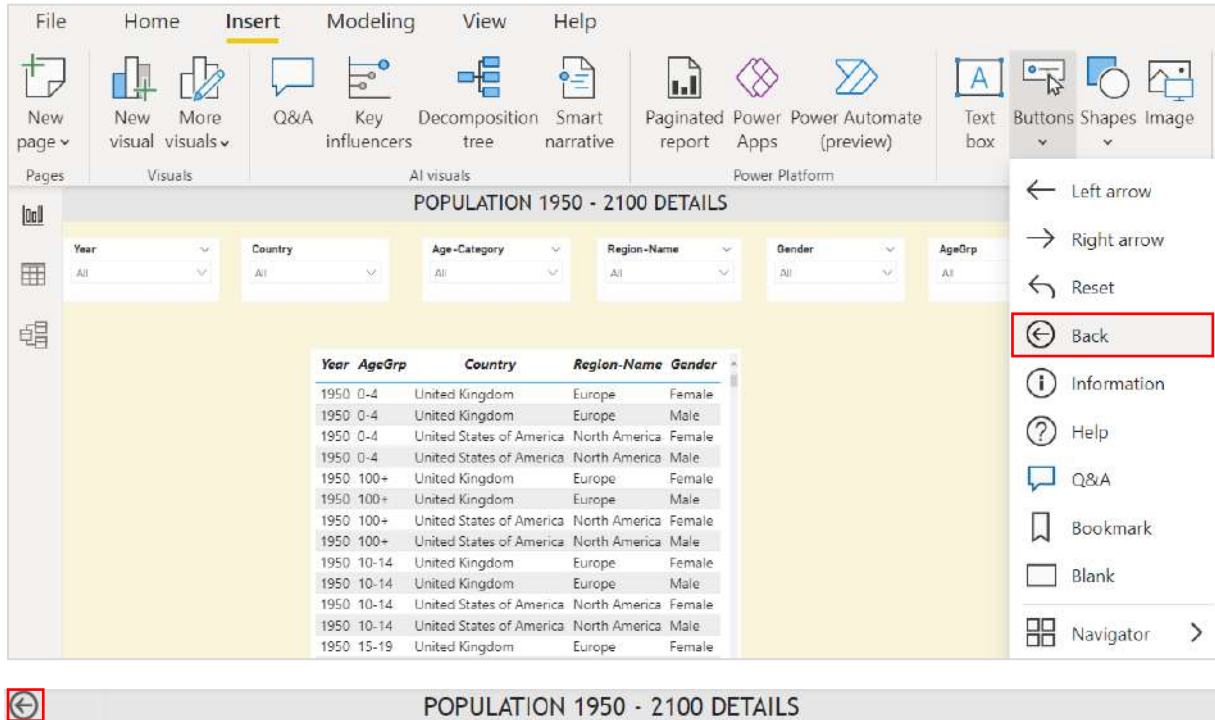 File Home Insert Modeling View Help
New page New visual More visuals Q&A Key influencers Decomposition tree Smart narrative Paginated report Power Apps Power Automate (preview) Text box Buttons Shapes Image
Pages Visuals AI visuals Power Platform
POPULATION 1950 - 2100 DETAILS
Year Country Age-Category Region-Name Gender AgeGrp
All All All All All All
Left arrow
Right arrow
Reset
Back
Information
Help
Q&A
Bookmark
Blank
Navigator
Year AgeGrp Country Region-Name Gender
1950 0-4 United Kingdom Europe Female
1950 0-4 United Kingdom Europe Male
1950 0-4 United States of America North America Female
1950 0-4 United States of America North America Male
1950 100+ United Kingdom Europe Female
1950 100+ United Kingdom Europe Male
1950 100+ United States of America North America Female
1950 100+ United States of America North America Male
1950 10-14 United Kingdom Europe Female
1950 10-14 United Kingdom Europe Male
1950 10-14 United States of America North America Female
1950 10-14 United States of America North America Male
1950 15-19 United Kingdom Europe Female
POPULATION 1950 - 2100 DETAILS